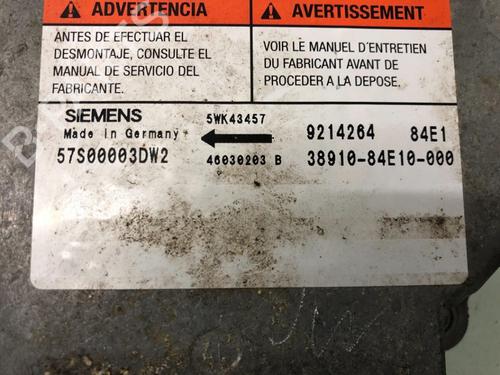 ADVERTENCIA
ANTES DE EFECTUAR EL
DESMONTAJE, CONSULTE EL
MANUAL DE SERVICIO DEL
FABRICANTE.
AVERTISSEMENT
VOIR LE MANUEL D'ENTRETIEN
DU FABRICANT AVANT DE
PROCEDER A LA DEPOSE.
SIEMENS
Made in Germany
57S00003DW2
5WK43457
46030203 B
9214264 84E1
38910-84E10-000